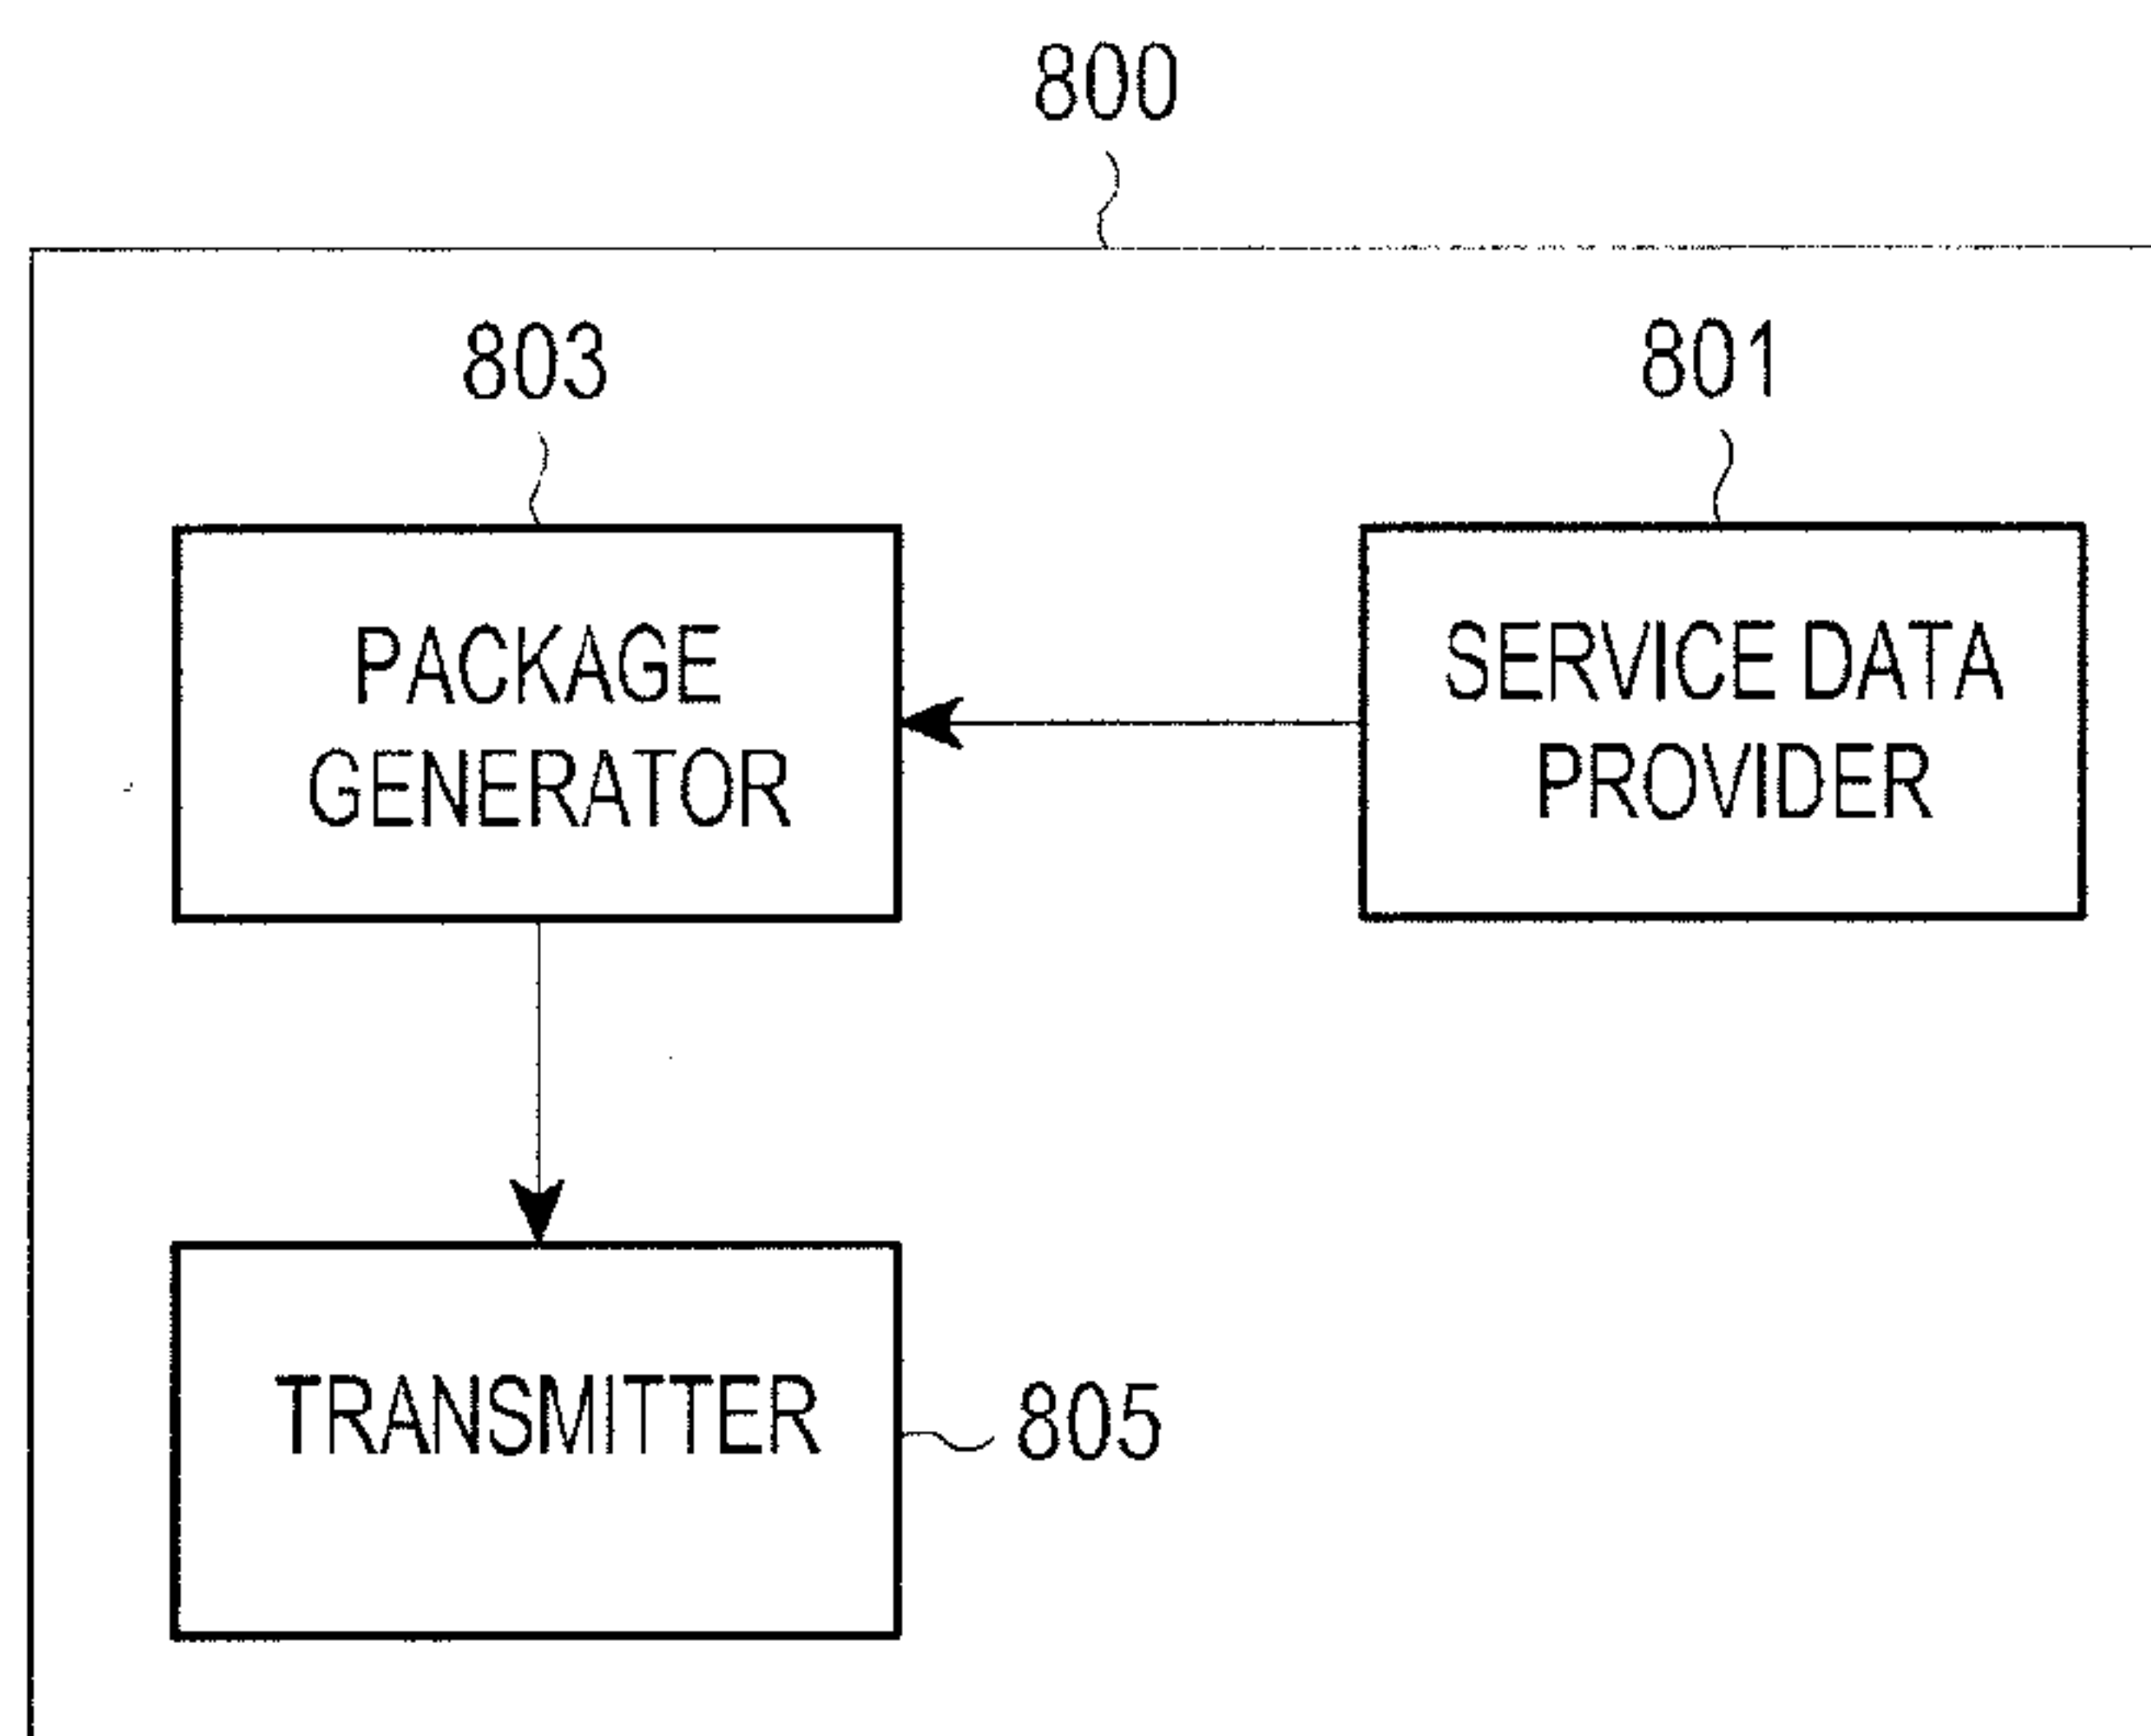 800
803
801
PACKAGE
GENERATOR
SERVICE DATA
PROVIDER
TRANSMITTER
805